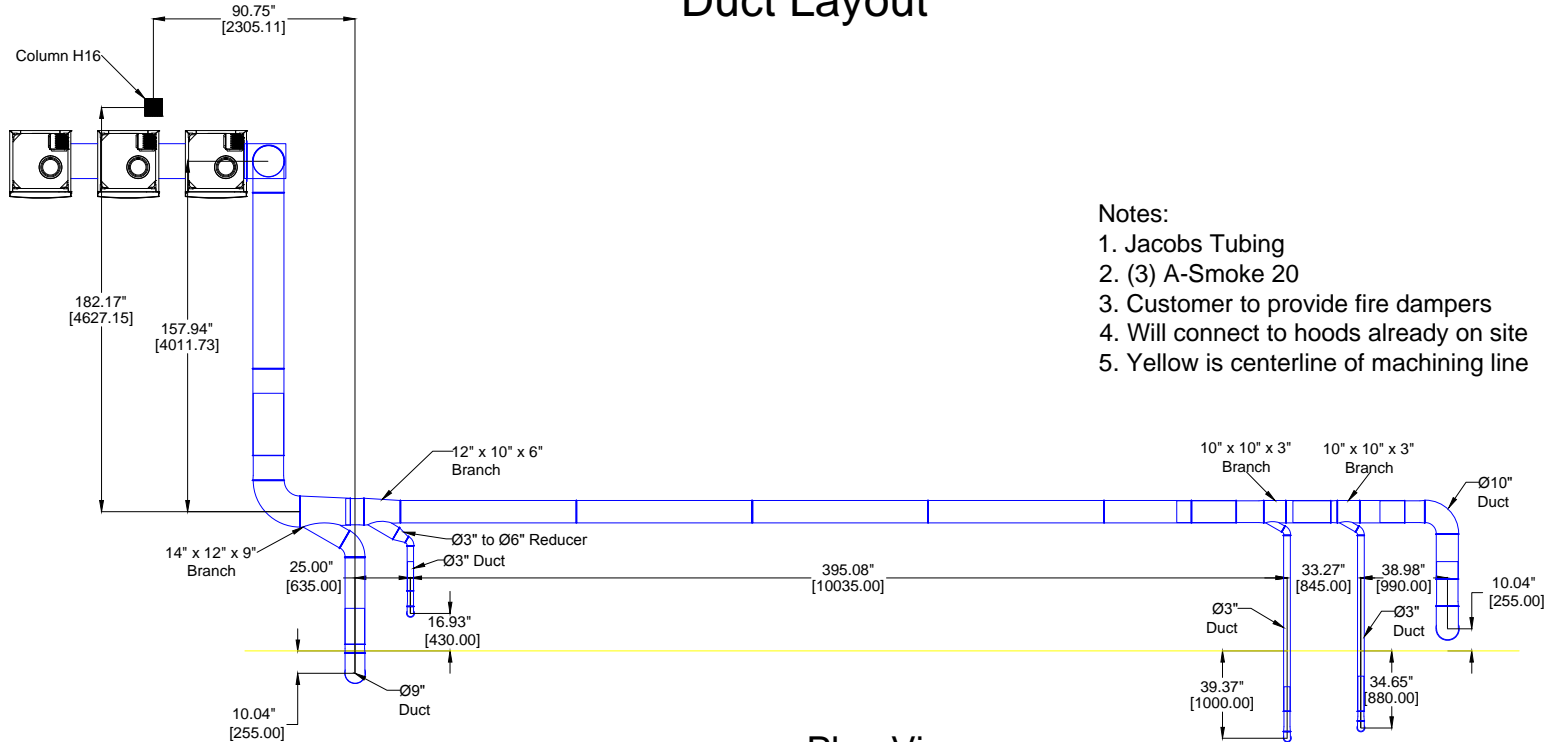 Duct Layout
90.75"
[2305.11]
Column H16
182.17"
[4627.15]
157.94"
[4011.73]
Notes:
1. Jacobs Tubing
2. (3) A-Smoke 20
3. Customer to provide fire dampers
4. Will connect to hoods already on site
5. Yellow is centerline of machining line
12" x 10" x 6"
Branch
10" x 10" x 3"
Branch
10" x 10" x 3"
Branch
Ø10"
Duct
14" x 12" x 9"
Branch
Ø3" to Ø6" Reducer
Ø3" Duct
25.00"
[635.00]
395.08"
[10035.00]
33.27"
[845.00]
38.98"
[990.00]
10.04"
[255.00]
16.93"
[430.00]
Ø3"
Duct
Ø3"
Duct
Ø9"
Duct
10.04"
[255.00]
39.37"
[1000.00]
34.65"
[880.00]